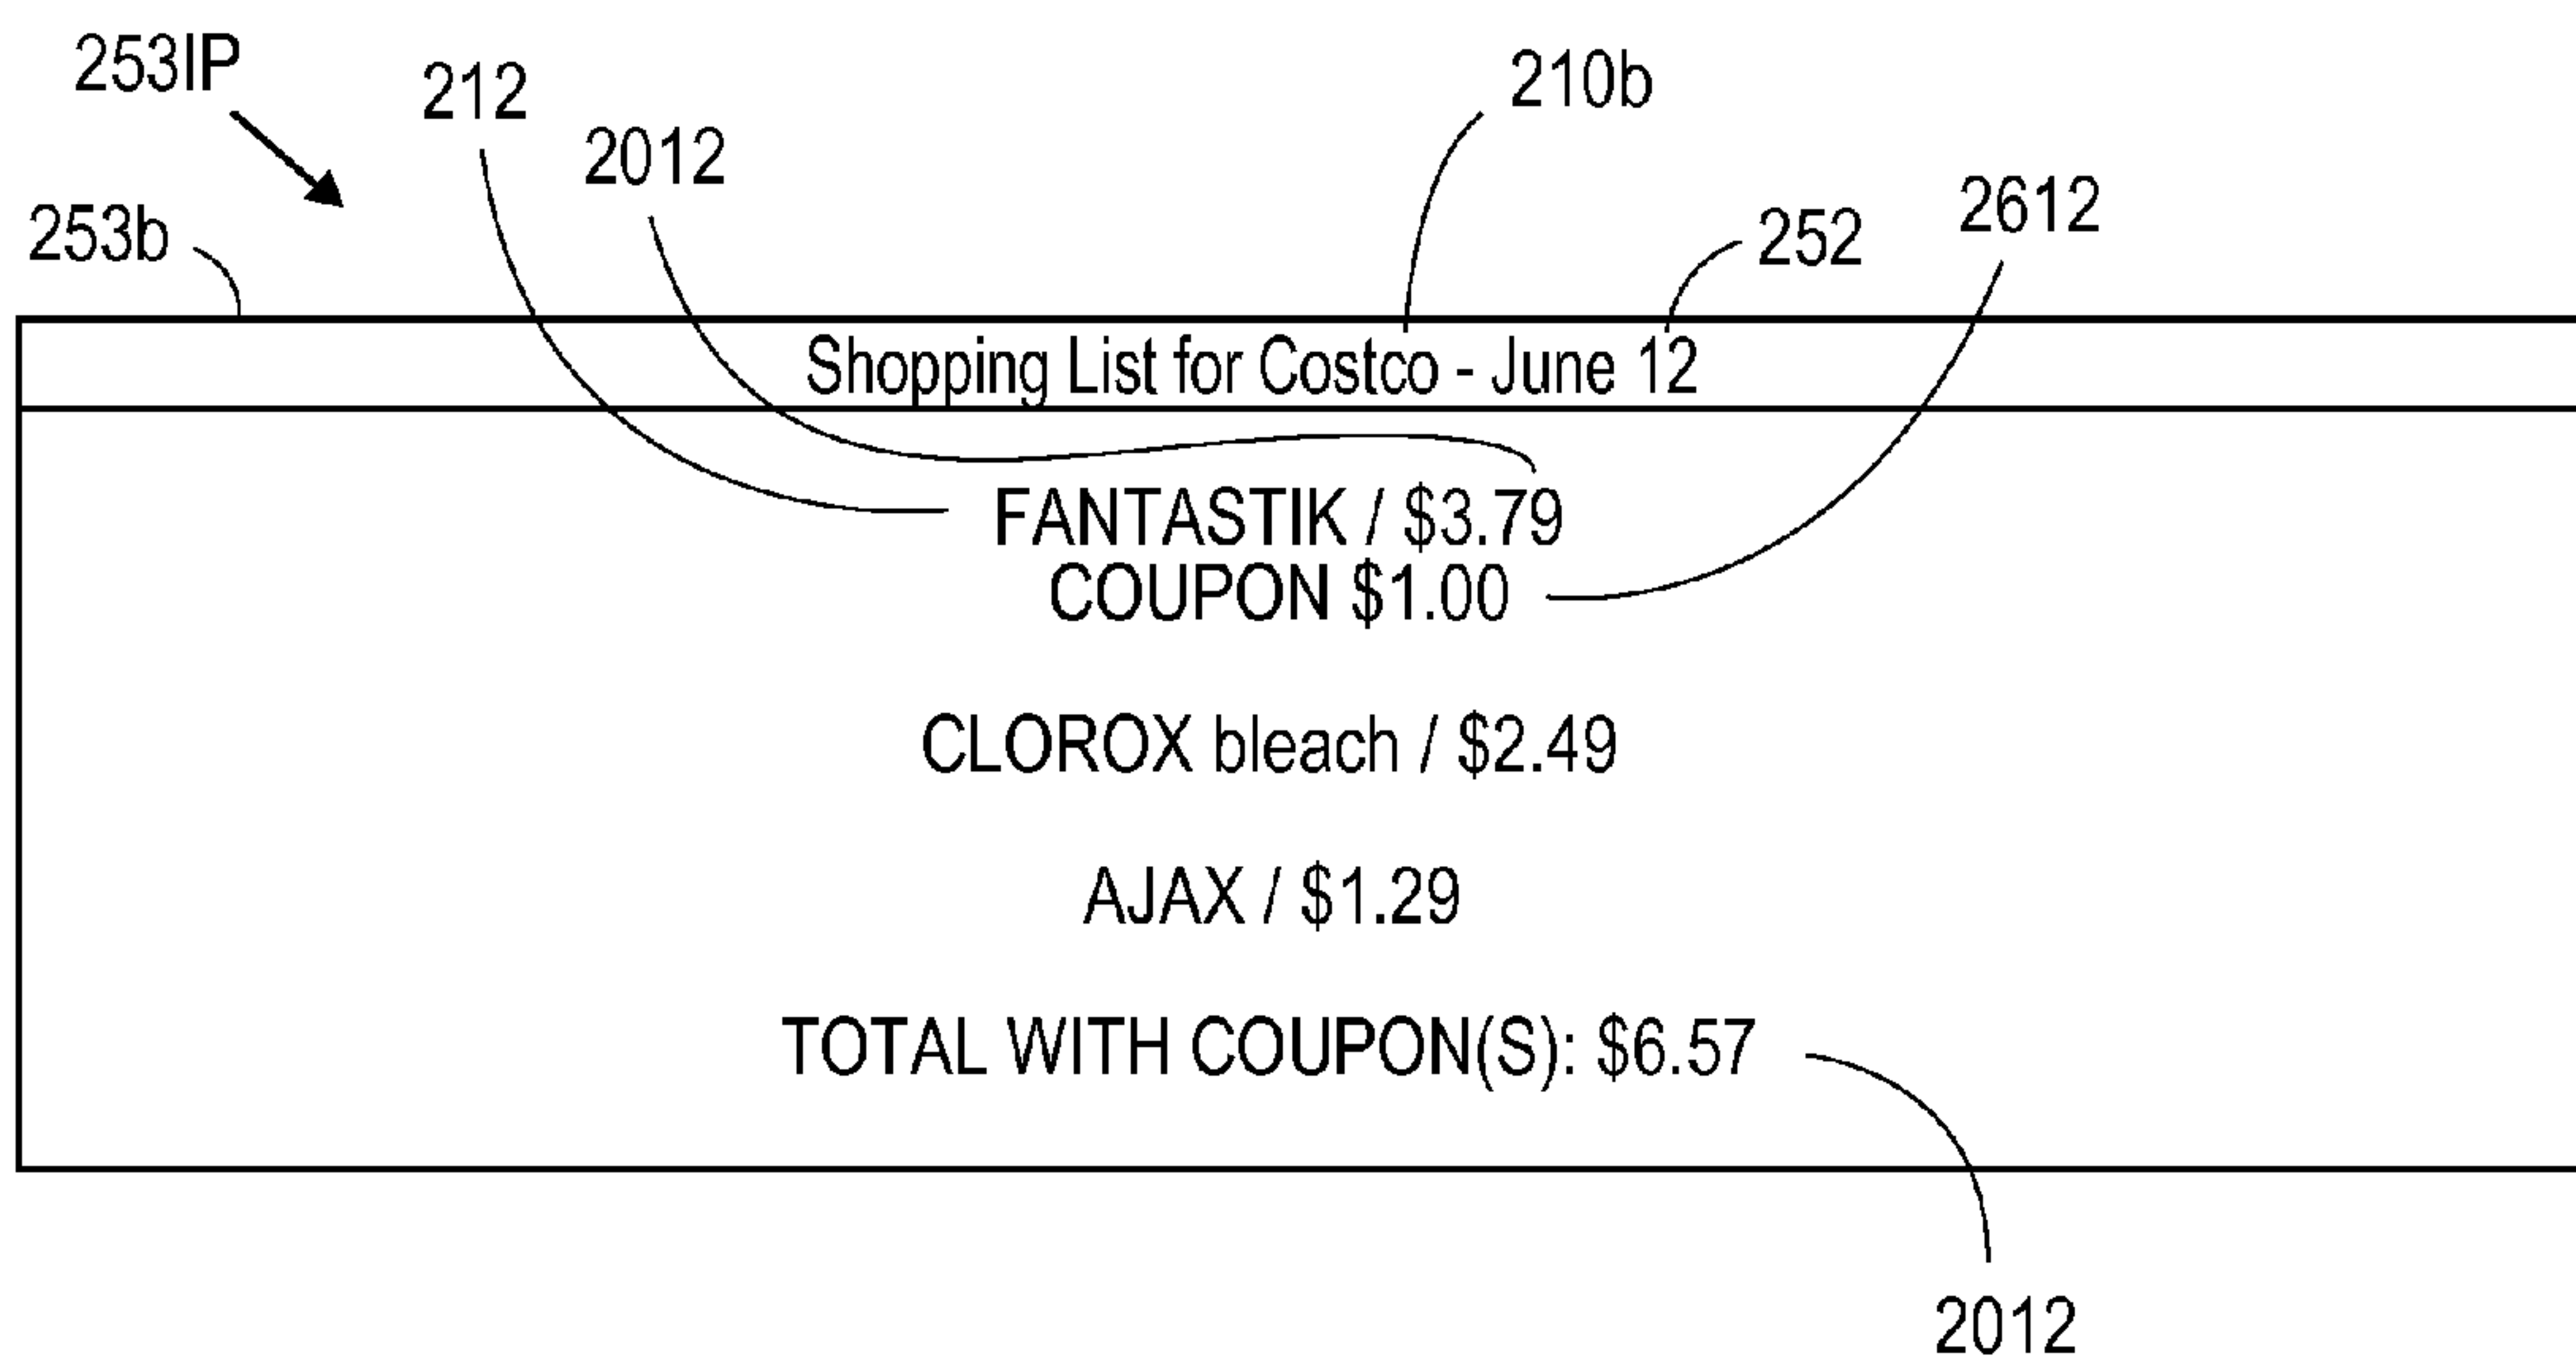 253IP
212
210b
2012
2612
253b
252
Shopping List for Costco - June 12
FANTASTIK / $3.79
COUPON $1.00
CLOROX bleach / $2.49
AJAX / $1.29
TOTAL WITH COUPON(S): $6.57
2012